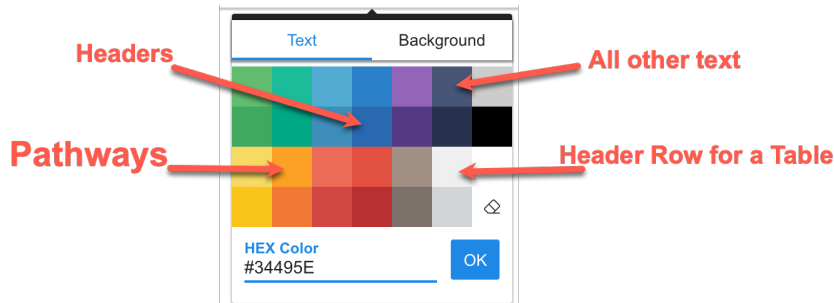 Text Background
Headers
All other text
Pathways
Header Row for a Table
HEX Color
#34495E
OK